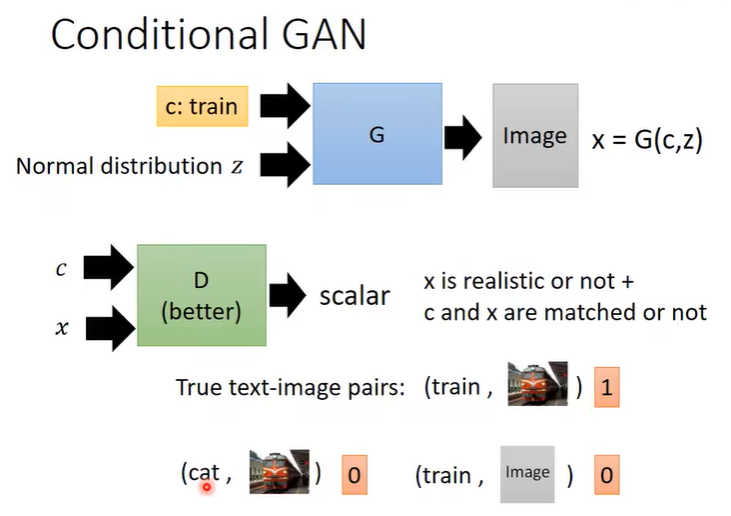 Conditional GAN
c: train
G
Image
x = G(c,z)
Normal distribution z
c
x
D
(better)
scalar
x is realistic or not +
c and x are matched or not
True text-image pairs: (train , ) 1
(cat , ) 0
(train , Image ) 0